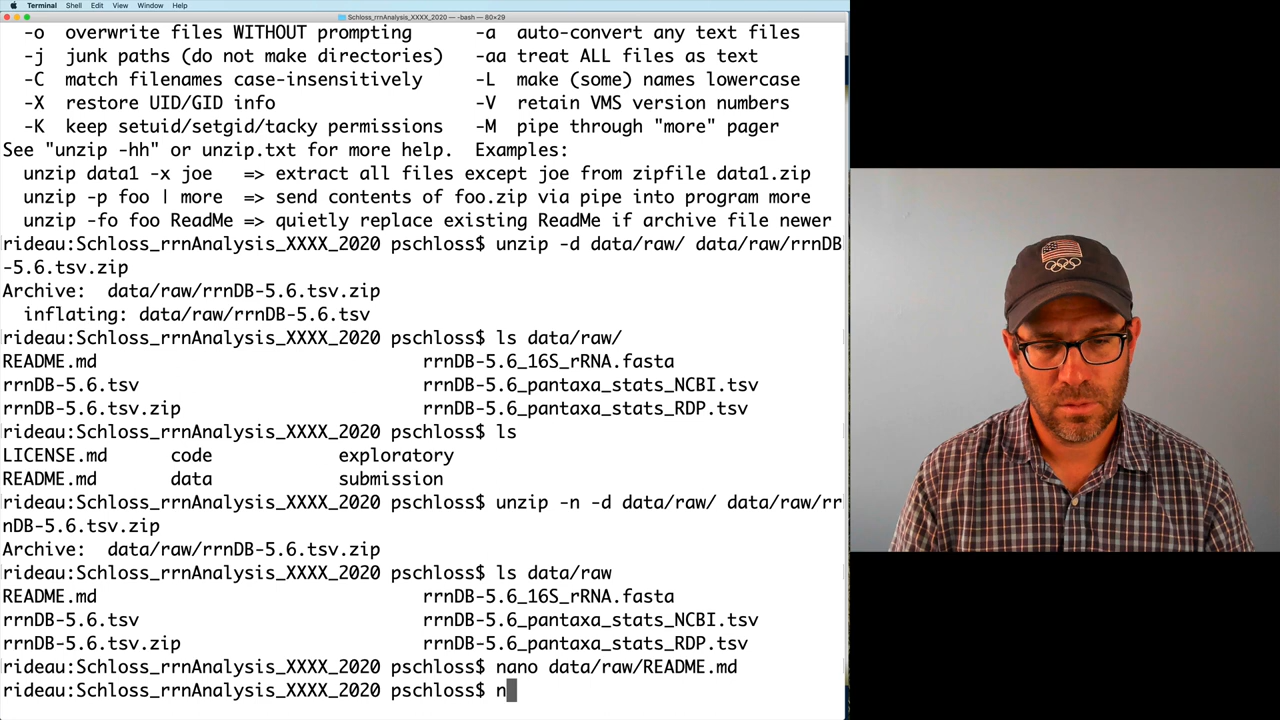 Terminal Shell Edit View Window Help
Schloss_rrnAnalysis_XXXX_2020 — -bash — 80×29
-o overwrite files WITHOUT prompting -a auto-convert any text files
-j junk paths (do not make directories) -aa treat ALL files as text
-C match filenames case-insensitively -L make (some) names lowercase
-X restore UID/GID info -V retain VMS version numbers
-K keep setuid/setgid/tacky permissions -M pipe through "more" pager
See "unzip -hh" or unzip.txt for more help. Examples:
unzip data1 -x joe => extract all files except joe from zipfile data1.zip
unzip -p foo | more => send contents of foo.zip via pipe into program more
unzip -fo foo ReadMe => quietly replace existing ReadMe if archive file newer
rideau:Schloss_rrnAnalysis_XXXX_2020 pschloss$ unzip -d data/raw/ data/raw/rrnDB
-5.6.tsv.zip
Archive: data/raw/rrnDB-5.6.tsv.zip
inflating: data/raw/rrnDB-5.6.tsv
rideau:Schloss_rrnAnalysis_XXXX_2020 pschloss$ ls data/raw/
README.md rrnDB-5.6_16S_rRNA.fasta
rrnDB-5.6.tsv rrnDB-5.6_pantaxa_stats_NCBI.tsv
rrnDB-5.6.tsv.zip rrnDB-5.6_pantaxa_stats_RDP.tsv
rideau:Schloss_rrnAnalysis_XXXX_2020 pschloss$ ls
LICENSE.md code exploratory
README.md data submission
rideau:Schloss_rrnAnalysis_XXXX_2020 pschloss$ unzip -n -d data/raw/ data/raw/rr
nDB-5.6.tsv.zip
Archive: data/raw/rrnDB-5.6.tsv.zip
rideau:Schloss_rrnAnalysis_XXXX_2020 pschloss$ ls data/raw
README.md rrnDB-5.6_16S_rRNA.fasta
rrnDB-5.6.tsv rrnDB-5.6_pantaxa_stats_NCBI.tsv
rrnDB-5.6.tsv.zip rrnDB-5.6_pantaxa_stats_RDP.tsv
rideau:Schloss_rrnAnalysis_XXXX_2020 pschloss$ nano data/raw/README.md
rideau:Schloss_rrnAnalysis_XXXX_2020 pschloss$ n